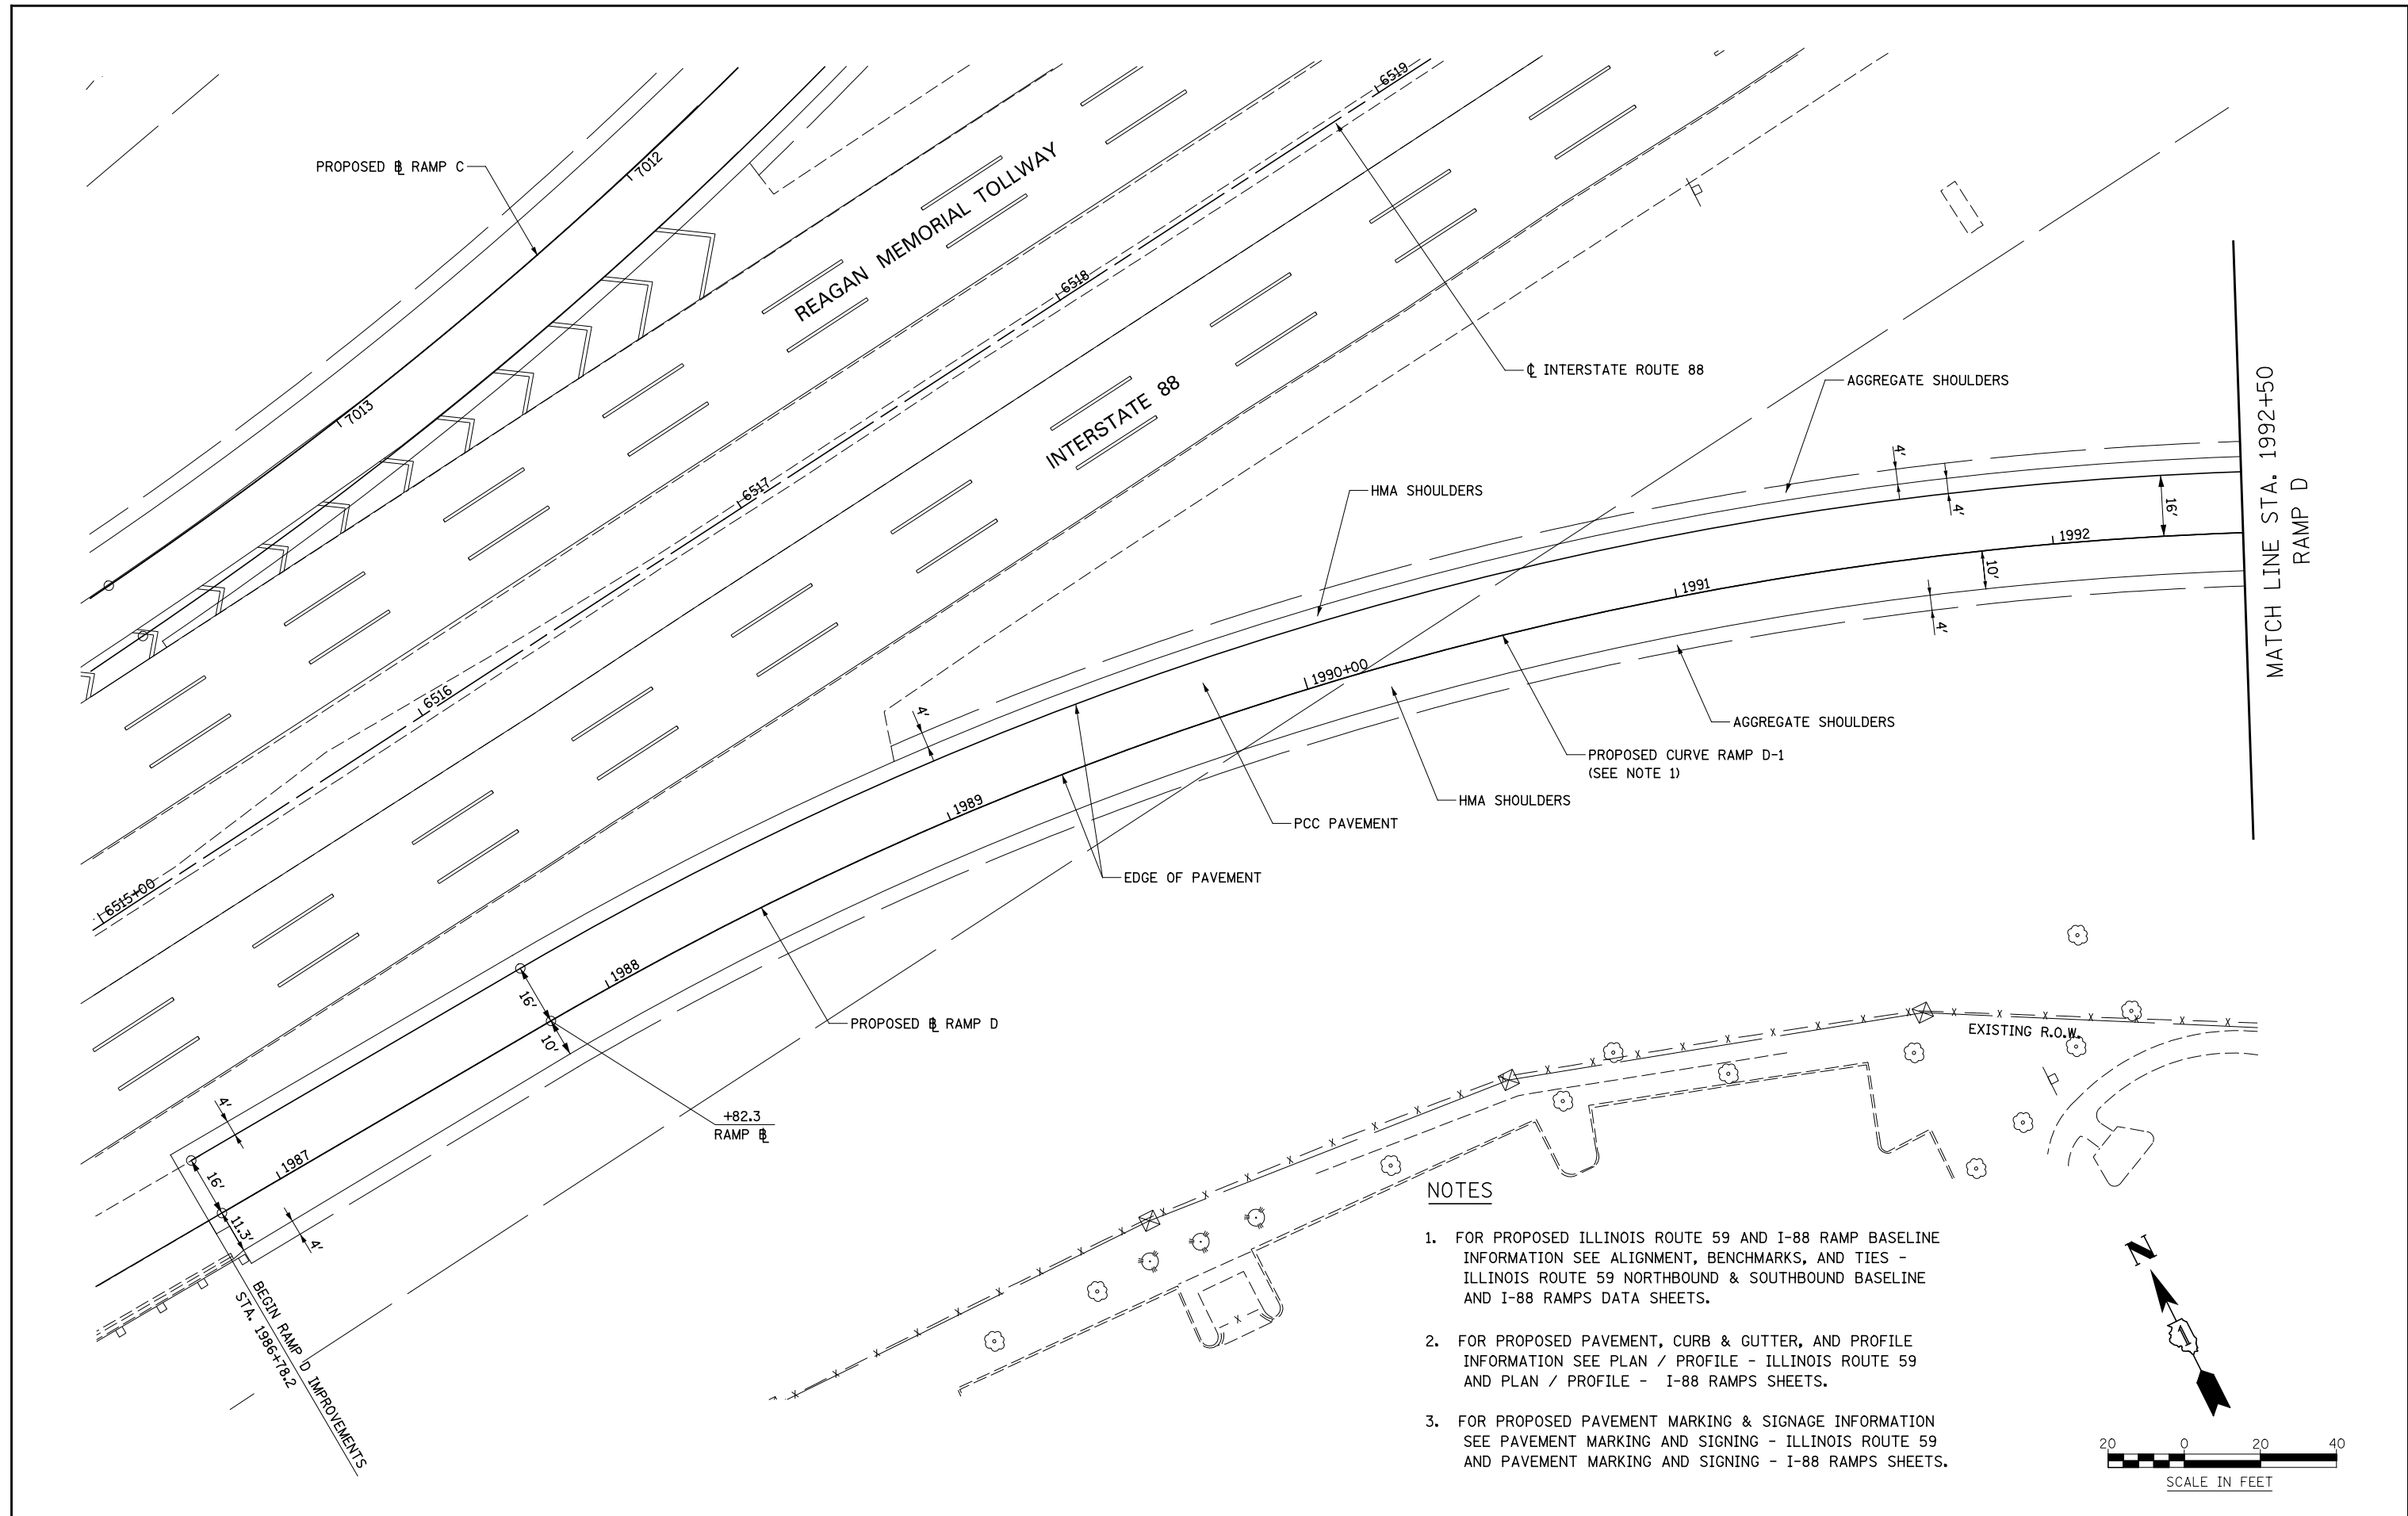 PROPOSED ℄ RAMP C
7012
7013
REAGAN MEMORIAL TOLLWAY
INTERSTATE 88
6519
6518
6517
6516
6515+00
℄ INTERSTATE ROUTE 88
AGGREGATE SHOULDERS
HMA SHOULDERS
4'
4'
16'
1992
10'
4'
1991
1990+00
4'
1989
AGGREGATE SHOULDERS
PROPOSED CURVE RAMP D-1
(SEE NOTE 1)
HMA SHOULDERS
PCC PAVEMENT
EDGE OF PAVEMENT
MATCH LINE STA. 1992+50
RAMP D
1988
16'
10'
PROPOSED BL RAMP D
+82.3
RAMP BL
4'
1987
16'
11.3'
4'
BEGIN RAMP D IMPROVEMENTS
STA. 1986+78.2
EXISTING R.O.W.
NOTES
1. FOR PROPOSED ILLINOIS ROUTE 59 AND I-88 RAMP BASELINE
INFORMATION SEE ALIGNMENT, BENCHMARKS, AND TIES -
ILLINOIS ROUTE 59 NORTHBOUND & SOUTHBOUND BASELINE
AND I-88 RAMPS DATA SHEETS.
2. FOR PROPOSED PAVEMENT, CURB & GUTTER, AND PROFILE
INFORMATION SEE PLAN / PROFILE - ILLINOIS ROUTE 59
AND PLAN / PROFILE - I-88 RAMPS SHEETS.
3. FOR PROPOSED PAVEMENT MARKING & SIGNAGE INFORMATION
SEE PAVEMENT MARKING AND SIGNING - ILLINOIS ROUTE 59
AND PAVEMENT MARKING AND SIGNING - I-88 RAMPS SHEETS.
N
1
20 0 20 40
SCALE IN FEET